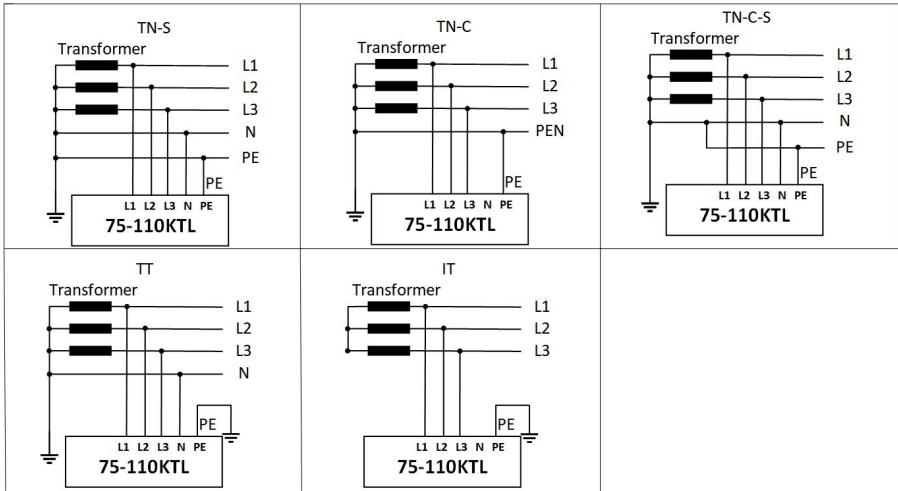 TN-S
Transformer
L1
L2
L3
N
PE
PE
L1 L2 L3 N PE
75-110KTL
TN-C
Transformer
L1
L2
L3
PEN
PE
L1 L2 L3 N PE
75-110KTL
TN-C-S
Transformer
L1
L2
L3
N
PE
PE
L1 L2 L3 N PE
75-110KTL
TT
Transformer
L1
L2
L3
N
PE
L1 L2 L3 N PE
75-110KTL
IT
Transformer
L1
L2
L3
PE
L1 L2 L3 N PE
75-110KTL